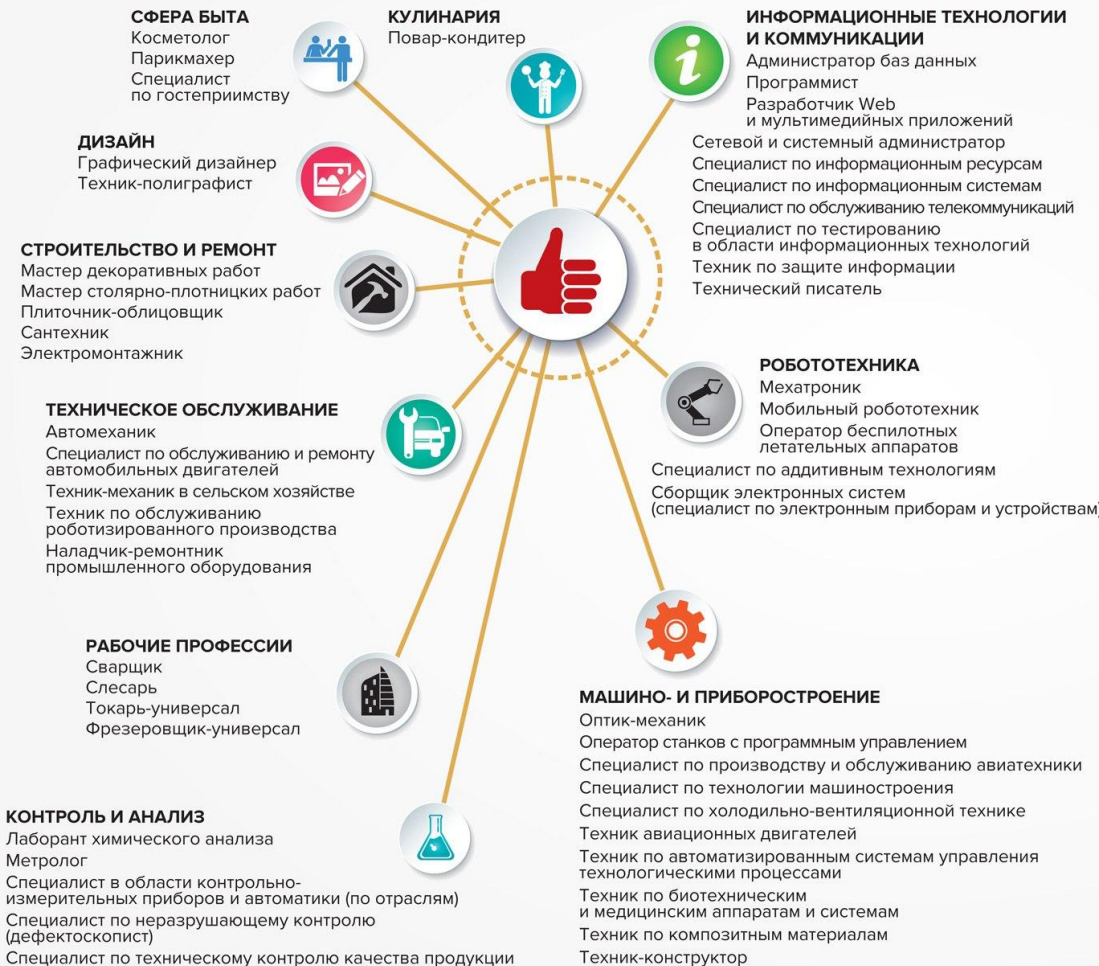 СФЕРА БЫТА
Косметолог
Парикмахер
Специалист
по гостеприимству
КУЛИНАРИЯ
Повар-кондитер
ИНФОРМАЦИОННЫЕ ТЕХНОЛОГИИ
И КОММУНИКАЦИИ
Администратор баз данных
Программист
Разработчик Web
и мультимедийных приложений
Сетевой и системный администратор
Специалист по информационным ресурсам
Специалист по информационным системам
Специалист по обслуживанию телекоммуникаций
Специалист по тестированию
в области информационных технологий
Техник по защите информации
Технический писатель
ДИЗАЙН
Графический дизайнер
Техник-полиграфист
СТРОИТЕЛЬСТВО И РЕМОНТ
Мастер декоративных работ
Мастер столярно-плотницких работ
Плиточник-облицовщик
Сантехник
Электромонтажник
РОБОТОТЕХНИКА
Мехатроник
Мобильный робототехник
Оператор беспилотных
летательных аппаратов
Специалист по аддитивным технологиям
Сборщик электронных систем
(специалист по электронным приборам и устройствам)
ТЕХНИЧЕСКОЕ ОБСЛУЖИВАНИЕ
Автомеханик
Специалист по обслуживанию и ремонту
автомобильных двигателей
Техник-механик в сельском хозяйстве
Техник по обслуживанию
роботизированного производства
Наладчик-ремонтник
промышленного оборудования
РАБОЧИЕ ПРОФЕССИИ
Сварщик
Слесарь
Токарь-универсал
Фрезеровщик-универсал
МАШИНО- И ПРИБОРОСТРОЕНИЕ
Оптик-механик
Оператор станков с программным управлением
Специалист по производству и обслуживанию авиатехники
Специалист по технологии машиностроения
Специалист по холодильно-вентиляционной технике
Техник авиационных двигателей
Техник по автоматизированным системам управления
технологическими процессами
Техник по биотехническим
и медицинским аппаратам и системам
Техник по композитным материалам
Техник-конструктор
КОНТРОЛЬ И АНАЛИЗ
Лаборант химического анализа
Метролог
Специалист в области контрольно-
измерительных приборов и автоматики (по отраслям)
Специалист по неразрушающему контролю
(дефектоскопист)
Специалист по техническому контролю качества продукции